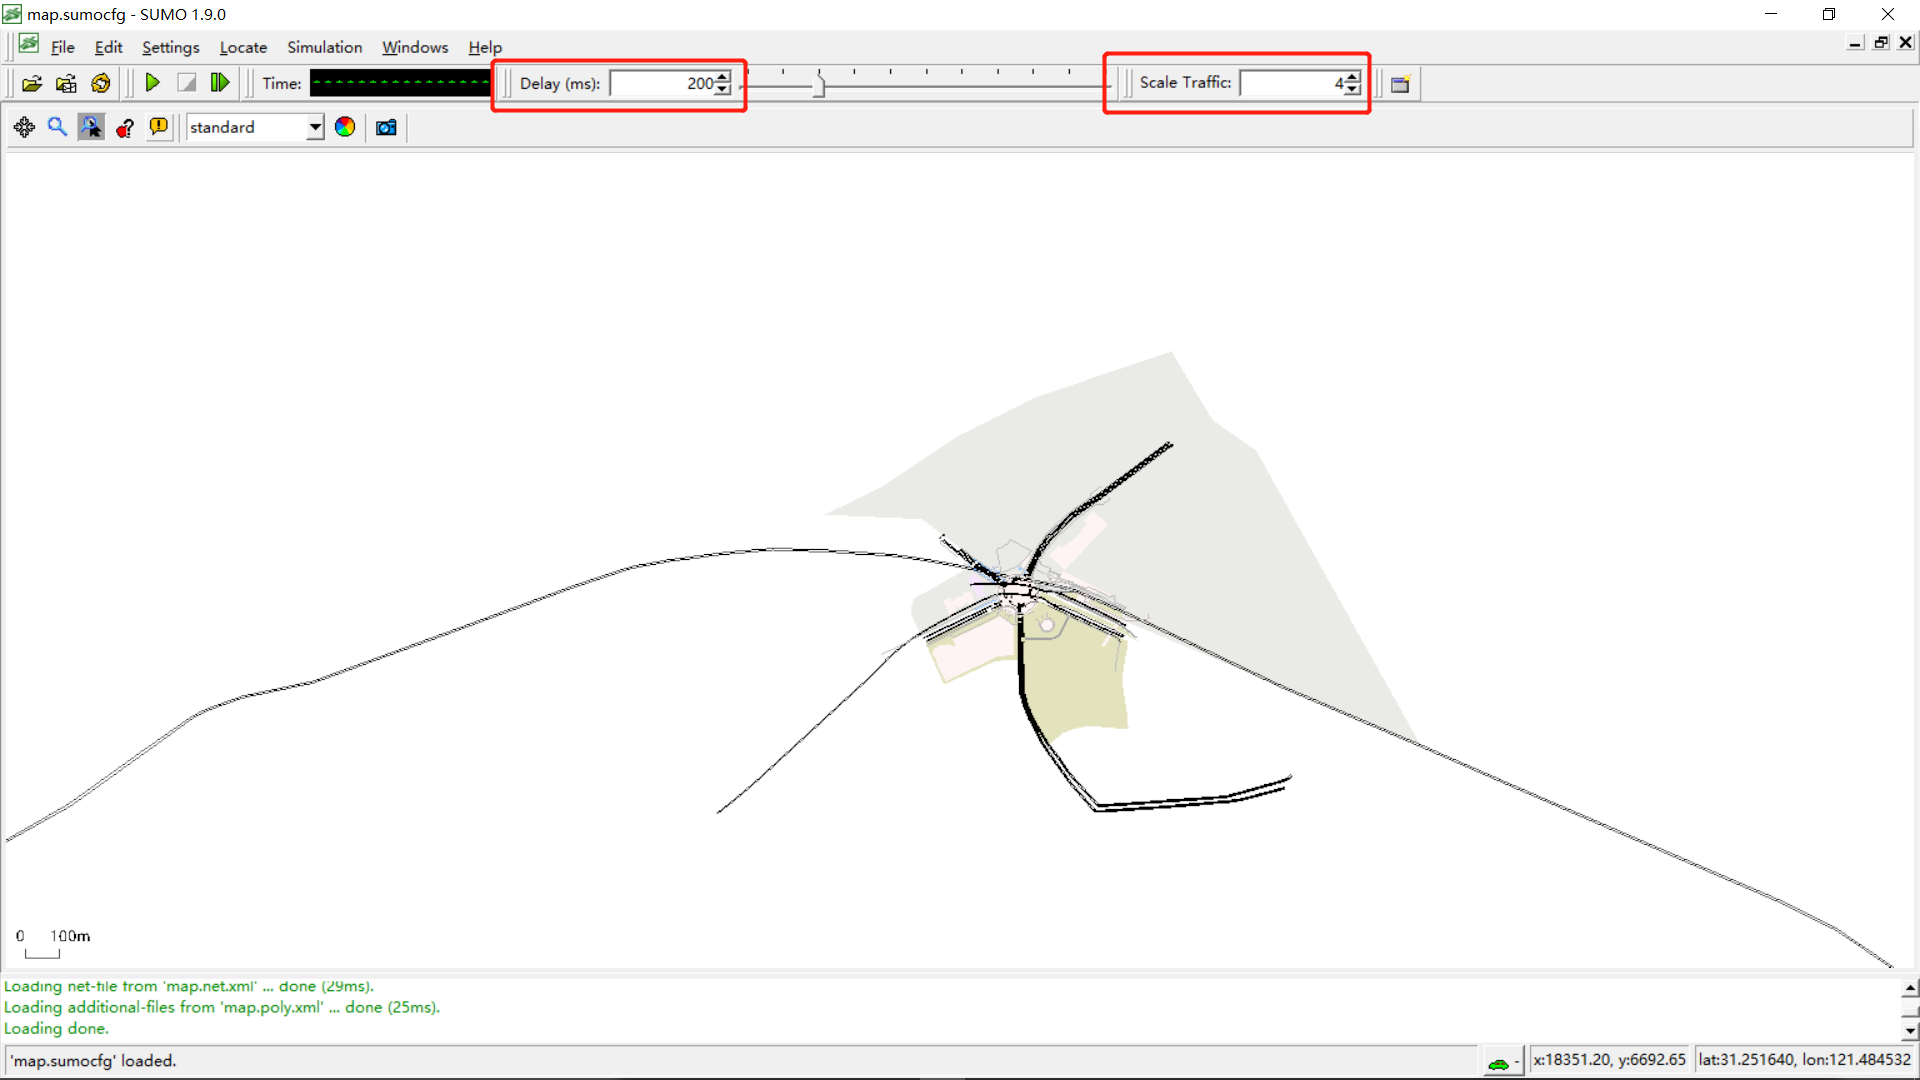 map.sumocfg - SUMO 1.9.0
File Edit Settings Locate Simulation Windows Help
Time: Delay (ms): 200 Scale Traffic: 4
standard
0 100m
Loading net-file from 'map.net.xml' ... done (29ms).
Loading additional-files from 'map.poly.xml' ... done (25ms).
Loading done.
'map.sumocfg' loaded. - x:18351.20, y:6692.65 lat:31.251640, lon:121.484532